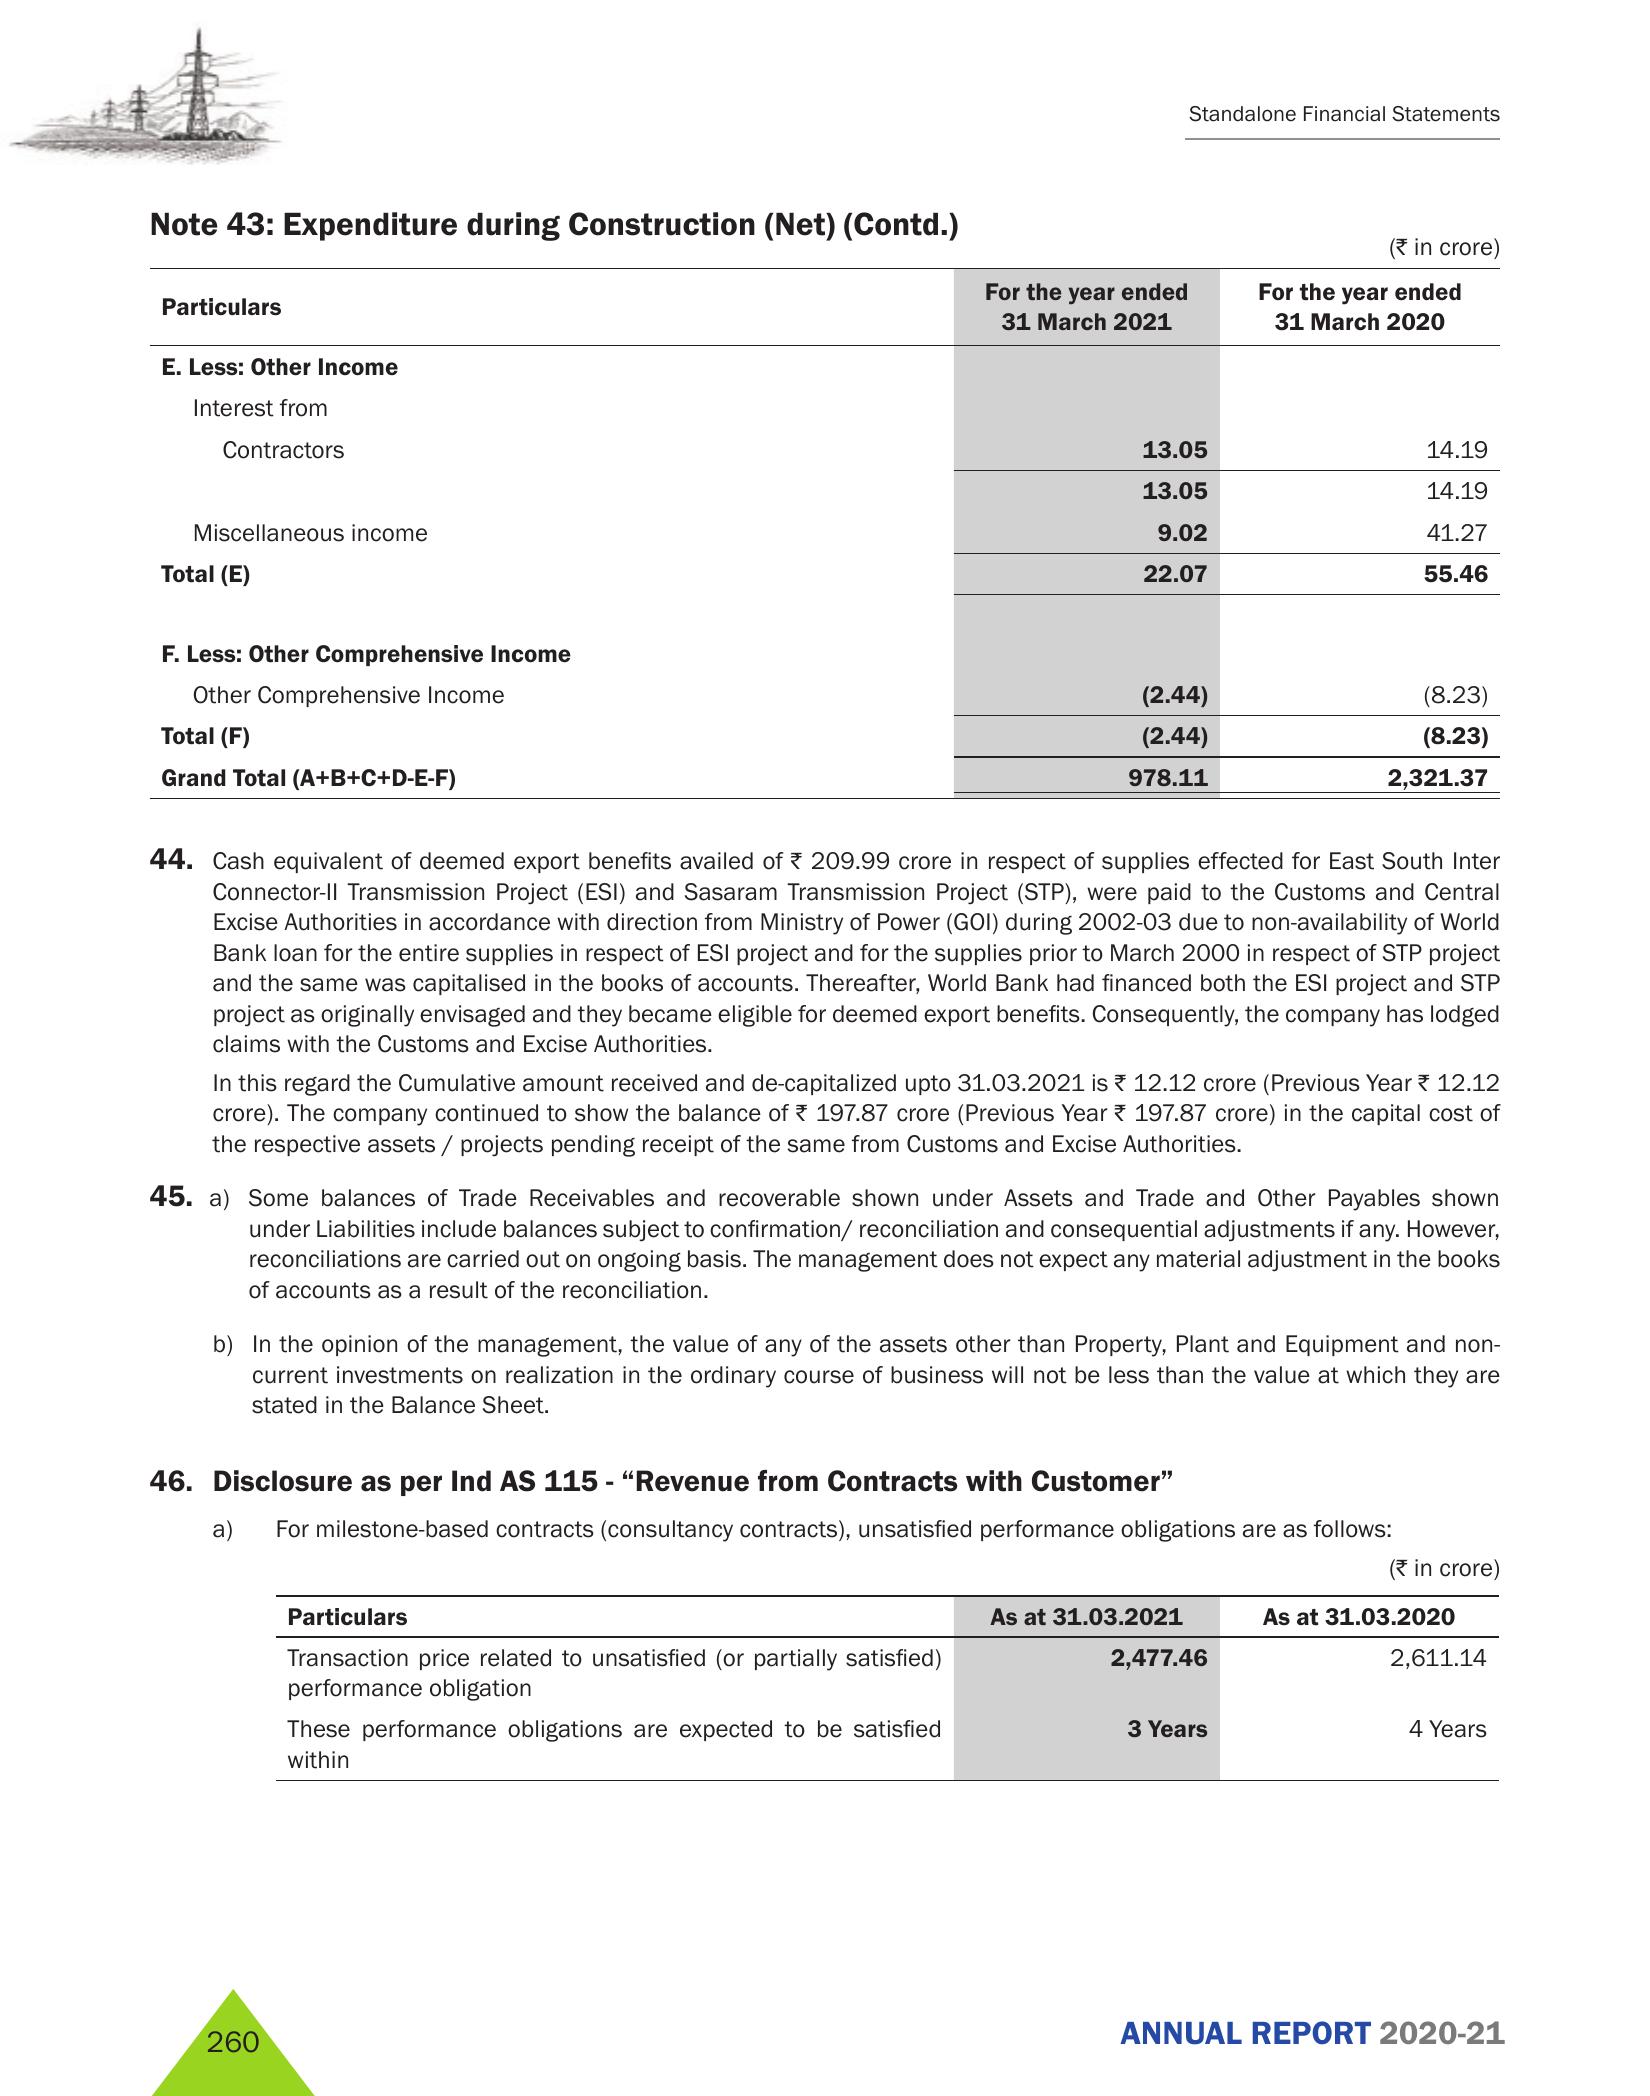 Standalone Financial Statements
Note 43: Expenditure during Construction (Net) (Contd.)
(₹ in crore)
Particulars For the year ended 31 March 2021 For the year ended 31 March 2020
E. Less: Other Income
Interest from
Contractors 13.05 14.19
13.05 14.19
Miscellaneous income 9.02 41.27
Total (E) 22.07 55.46
F. Less: Other Comprehensive Income
Other Comprehensive Income (2.44) (8.23)
Total (F) (2.44) (8.23)
Grand Total (A+B+C+D-E-F) 978.11 2,321.37
44. Cash equivalent of deemed export benefits availed of ₹ 209.99 crore in respect of supplies effected for East South Inter
Connector-II Transmission Project (ESI) and Sasaram Transmission Project (STP), were paid to the Customs and Central
Excise Authorities in accordance with direction from Ministry of Power (GOI) during 2002-03 due to non-availability of World
Bank loan for the entire supplies in respect of ESI project and for the supplies prior to March 2000 in respect of STP project
and the same was capitalised in the books of accounts. Thereafter, World Bank had financed both the ESI project and STP
project as originally envisaged and they became eligible for deemed export benefits. Consequently, the company has lodged
claims with the Customs and Excise Authorities.
In this regard the Cumulative amount received and de-capitalized upto 31.03.2021 is ₹ 12.12 crore (Previous Year ₹ 12.12
crore). The company continued to show the balance of ₹ 197.87 crore (Previous Year ₹ 197.87 crore) in the capital cost of
the respective assets / projects pending receipt of the same from Customs and Excise Authorities.
45. a) Some balances of Trade Receivables and recoverable shown under Assets and Trade and Other Payables shown
under Liabilities include balances subject to confirmation/ reconciliation and consequential adjustments if any. However,
reconciliations are carried out on ongoing basis. The management does not expect any material adjustment in the books
of accounts as a result of the reconciliation.
b) In the opinion of the management, the value of any of the assets other than Property, Plant and Equipment and non-
current investments on realization in the ordinary course of business will not be less than the value at which they are
stated in the Balance Sheet.
46. Disclosure as per Ind AS 115 - “Revenue from Contracts with Customer”
a) For milestone-based contracts (consultancy contracts), unsatisfied performance obligations are as follows:
(₹ in crore)
Particulars As at 31.03.2021 As at 31.03.2020
Transaction price related to unsatisfied (or partially satisfied) 2,477.46 2,611.14
performance obligation
These performance obligations are expected to be satisfied 3 Years 4 Years
within
260
ANNUAL REPORT 2020-21